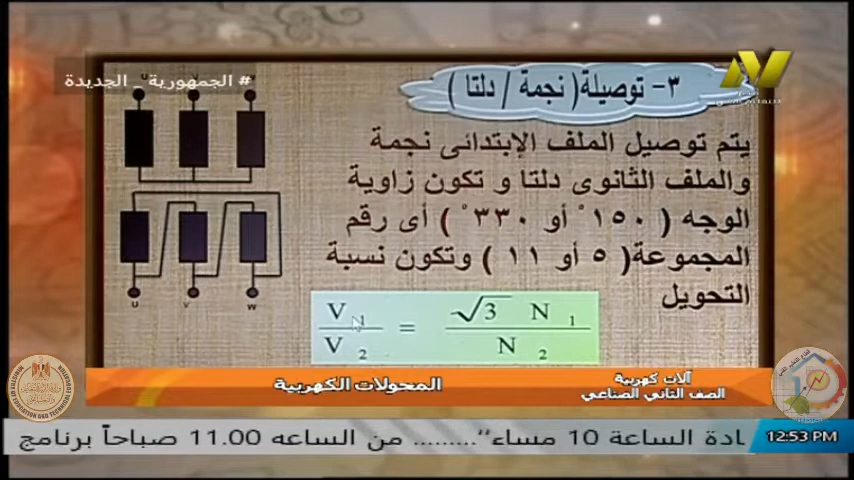 # الجمهورية _ الجديدة
٣- توصيلة( نجمة / دلتا )
يتم توصيل الملف الإبتدائى نجمة
والملف الثانوى دلتا و تكون زاوية
الوجه ( ١٥٠° أو ٣٣٠° ) أى رقم
المجموعة( ٥ أو ١١ ) وتكون نسبة
التحويل
V1 / V2 = √3 N1 / N2
U V W
آلات كهربية
الصف الثاني الصناعي
المحولات الكهربية
ادة الساعة 10 مساء‘‘......... من الساعه 11.00 صباحاً برنامج
12:53 PM